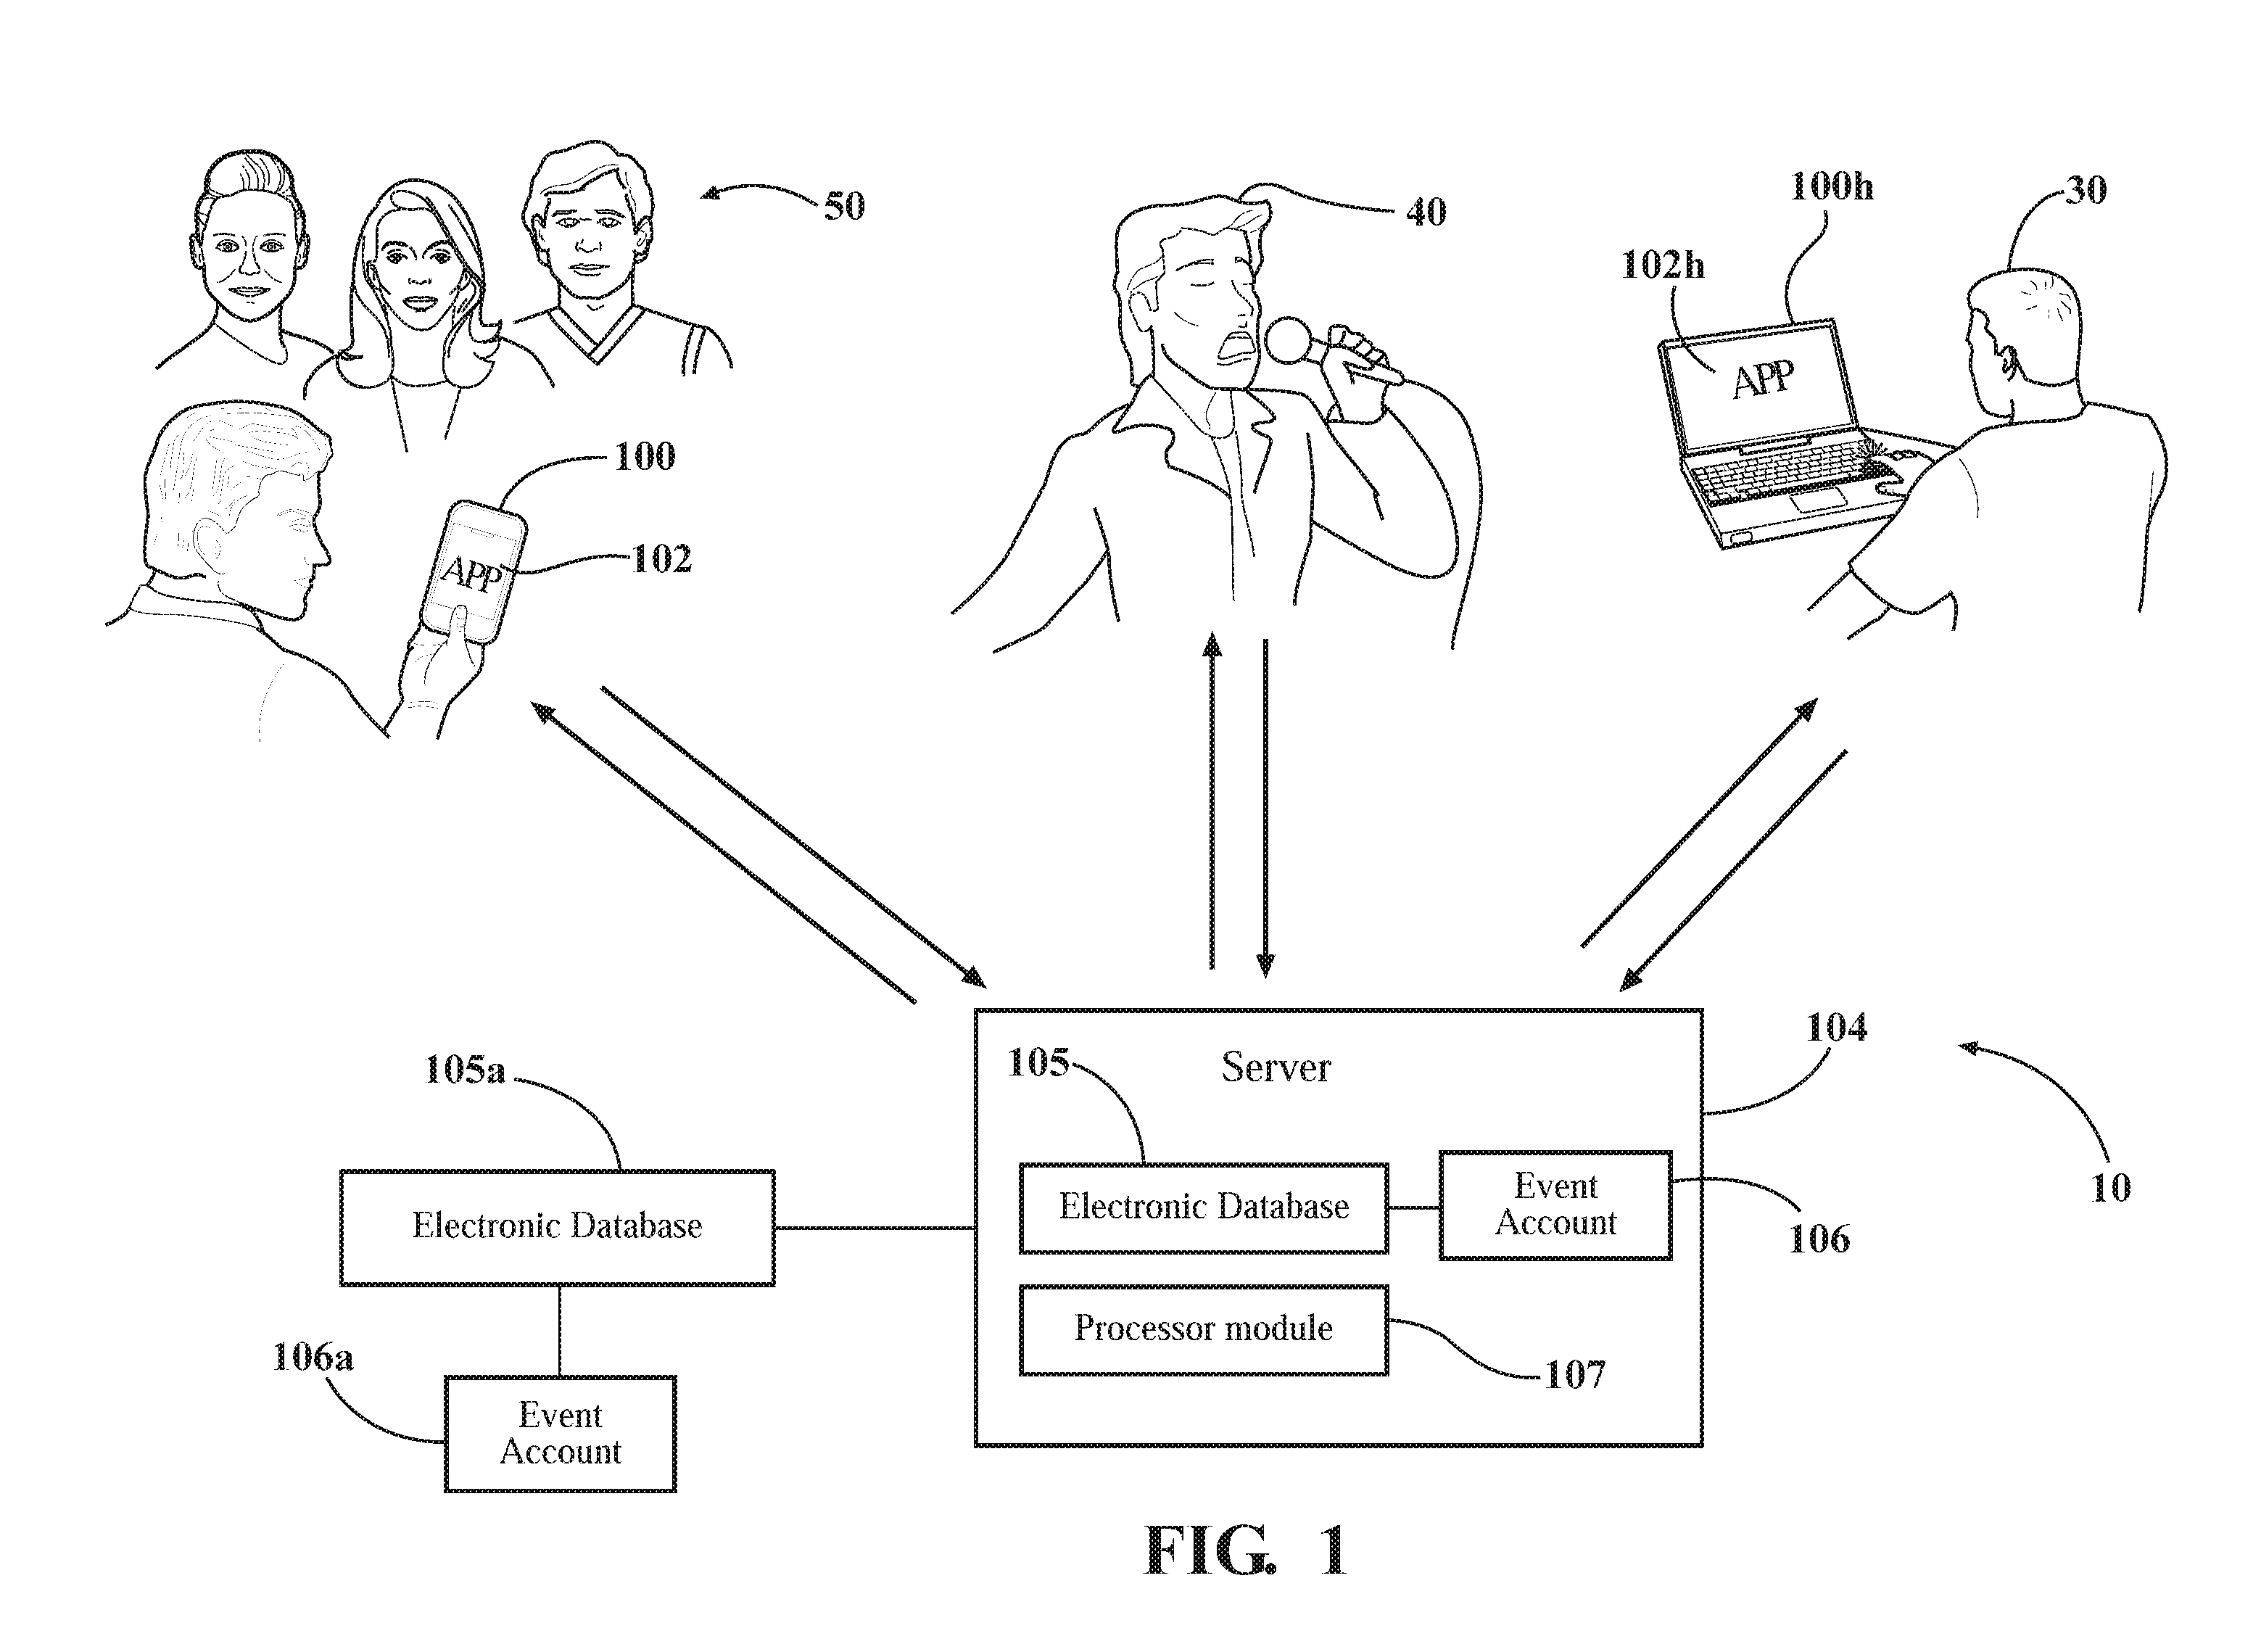 50
40
100h
30
102h
APP
100
102
APP
104
105
Server
105a
10
Electronic Database
Event
Account
106
Electronic Database
Processor module
107
106a
Event
Account
FIG. 1